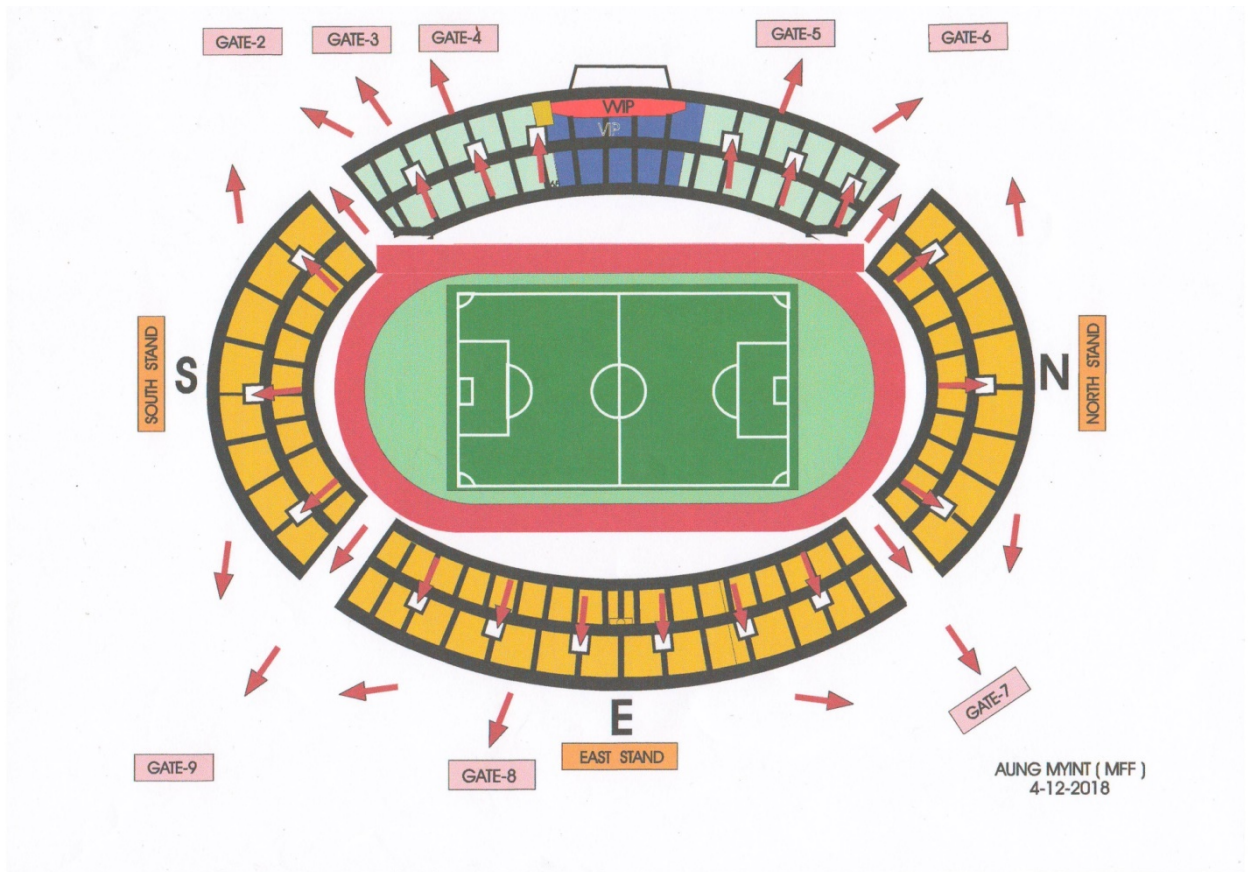 GATE-2
GATE-3
GATE-4
GATE-5
GATE-6
VVIP
VIP
SOUTH STAND
S
N
NORTH STAND
E
EAST STAND
GATE-7
GATE-8
GATE-9
AUNG MYINT ( MFF )
4-12-2018